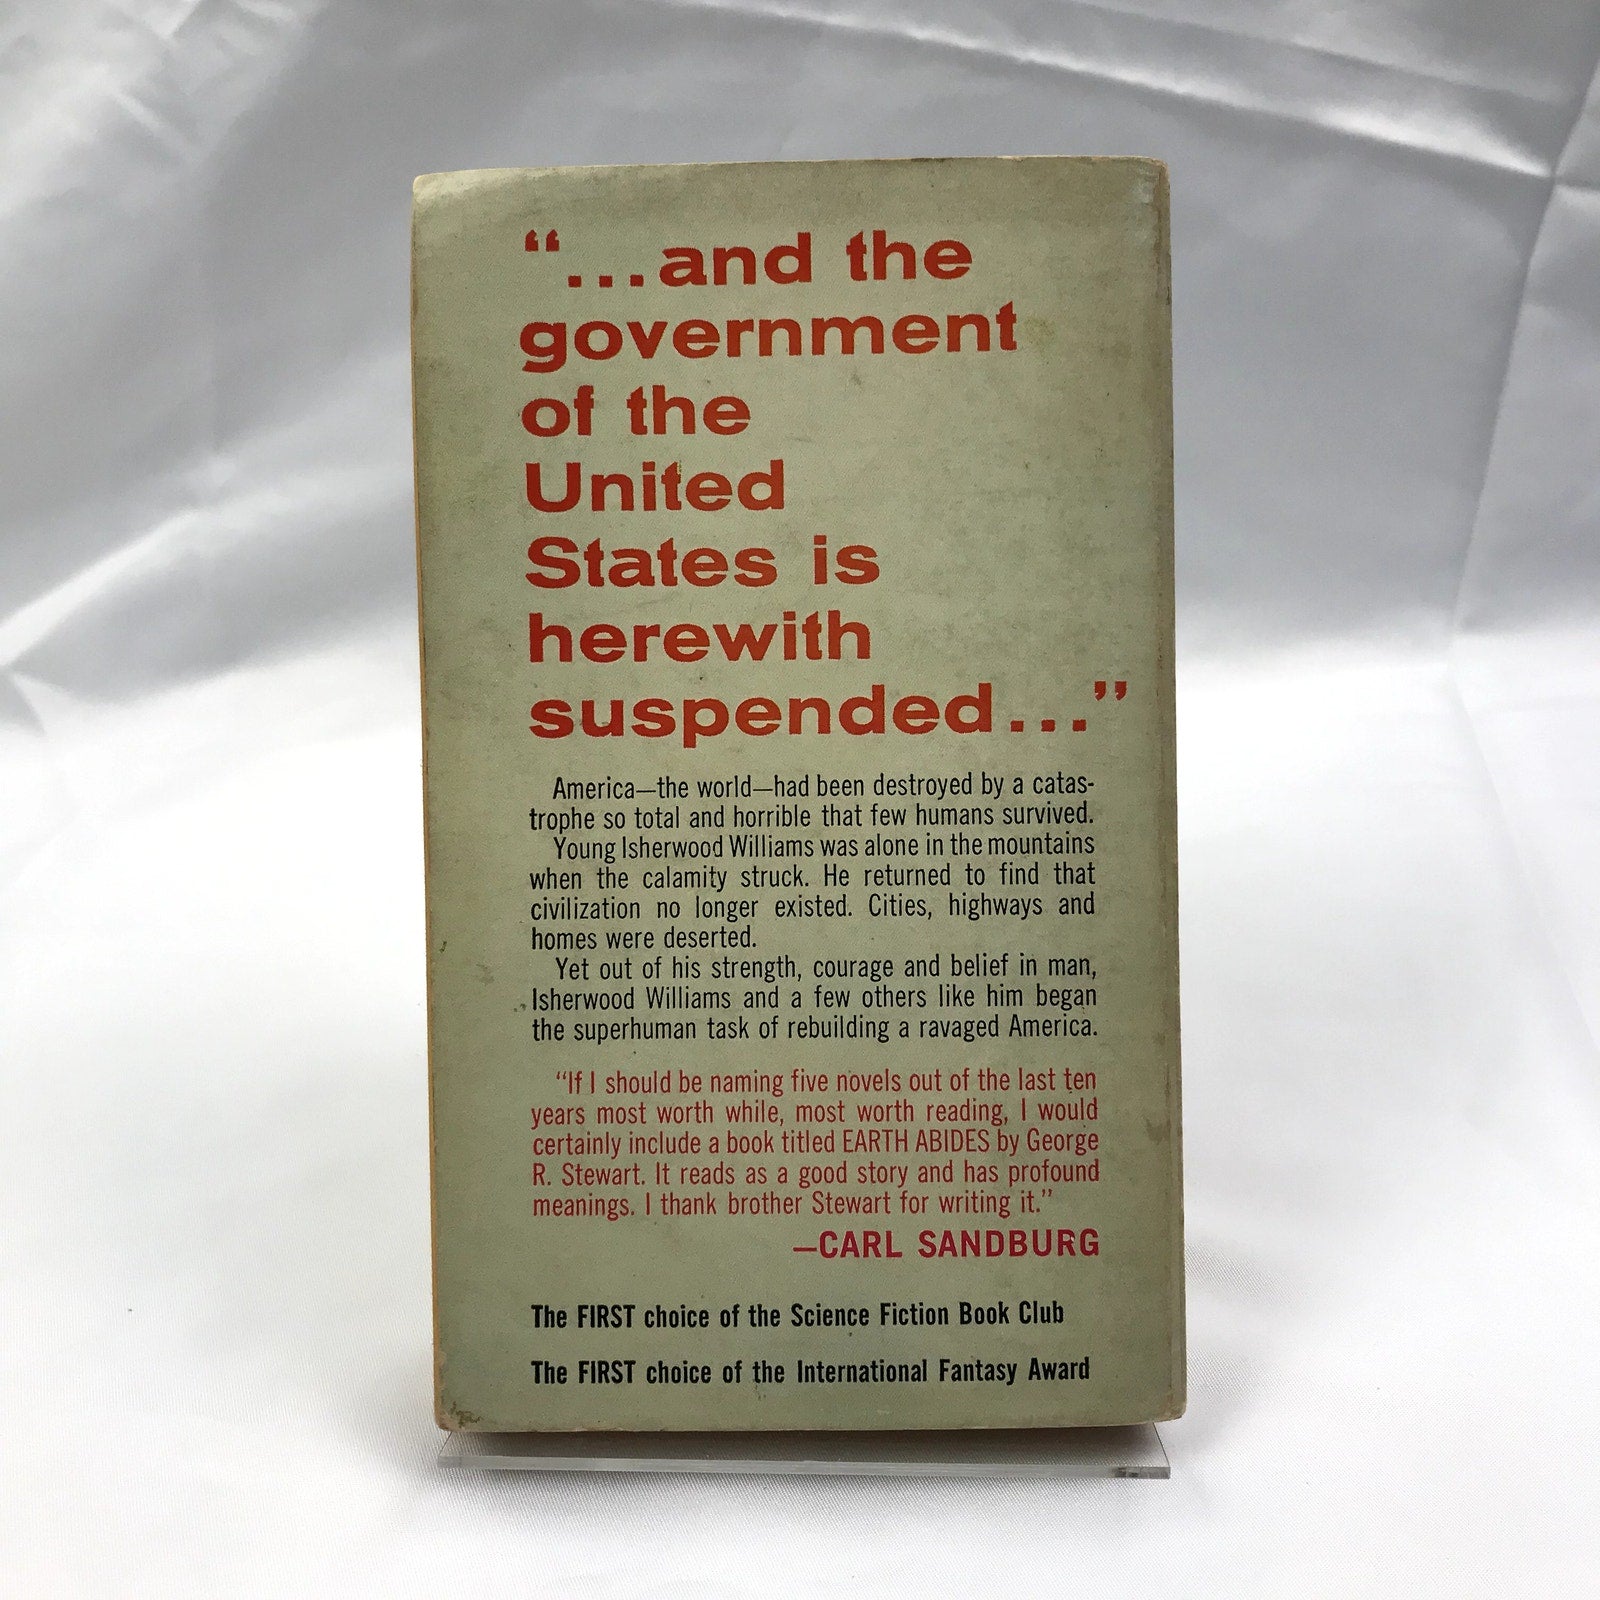 “...and the
government
of the
United
States is
herewith
suspended...”
America—the world—had been destroyed by a catas-
trophe so total and horrible that few humans survived.
Young Isherwood Williams was alone in the mountains
when the calamity struck. He returned to find that
civilization no longer existed. Cities, highways and
homes were deserted.
Yet out of his strength, courage and belief in man,
Isherwood Williams and a few others like him began
the superhuman task of rebuilding a ravaged America.
“If I should be naming five novels out of the last ten
years most worth while, most worth reading, I would
certainly include a book titled EARTH ABIDES by George
R. Stewart. It reads as a good story and has profound
meanings. I thank brother Stewart for writing it.”
—CARL SANDBURG
The FIRST choice of the Science Fiction Book Club
The FIRST choice of the International Fantasy Award